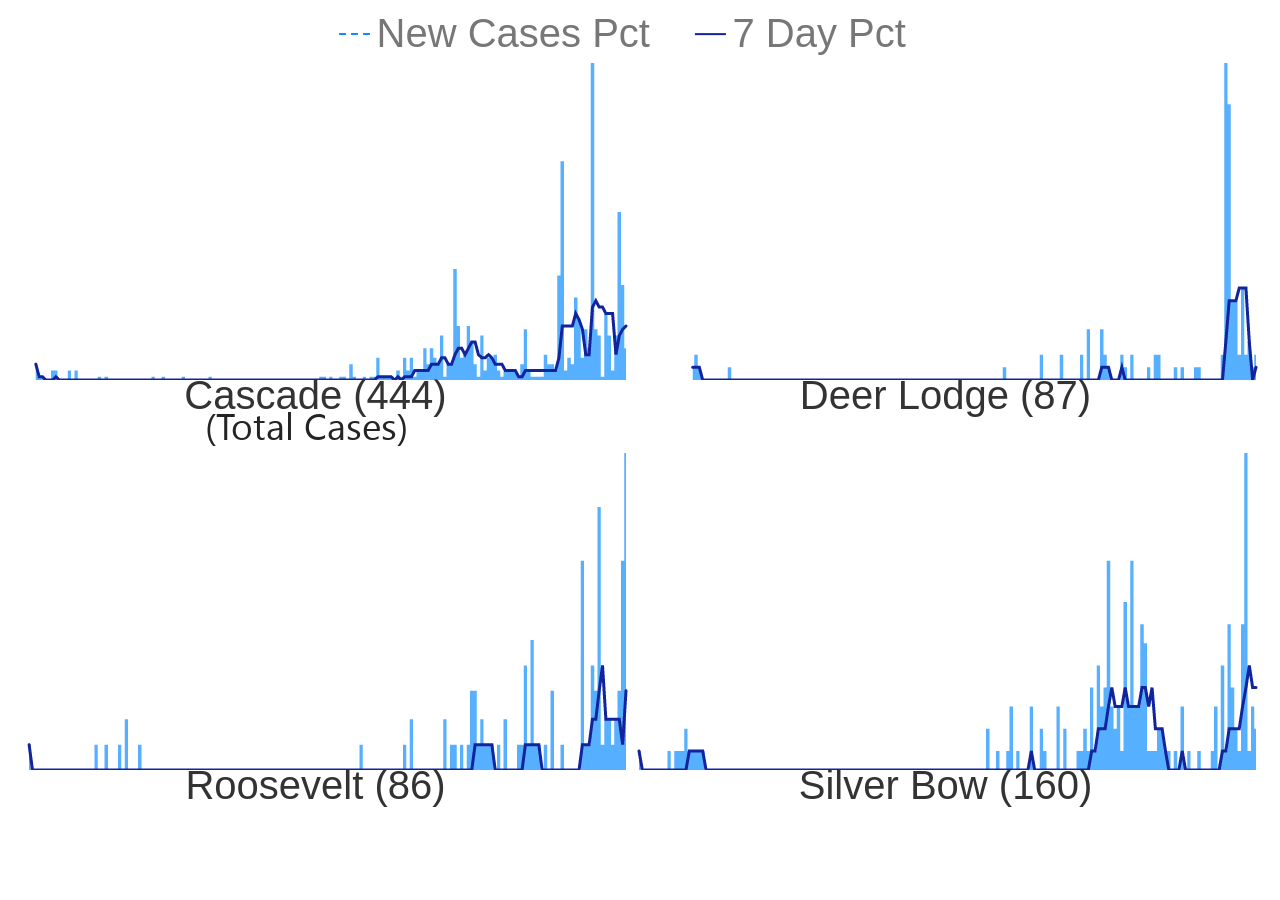 New Cases Pct 7 Day Pct
Cascade (444)
(Total Cases)
Deer Lodge (87)
Roosevelt (86)
Silver Bow (160)